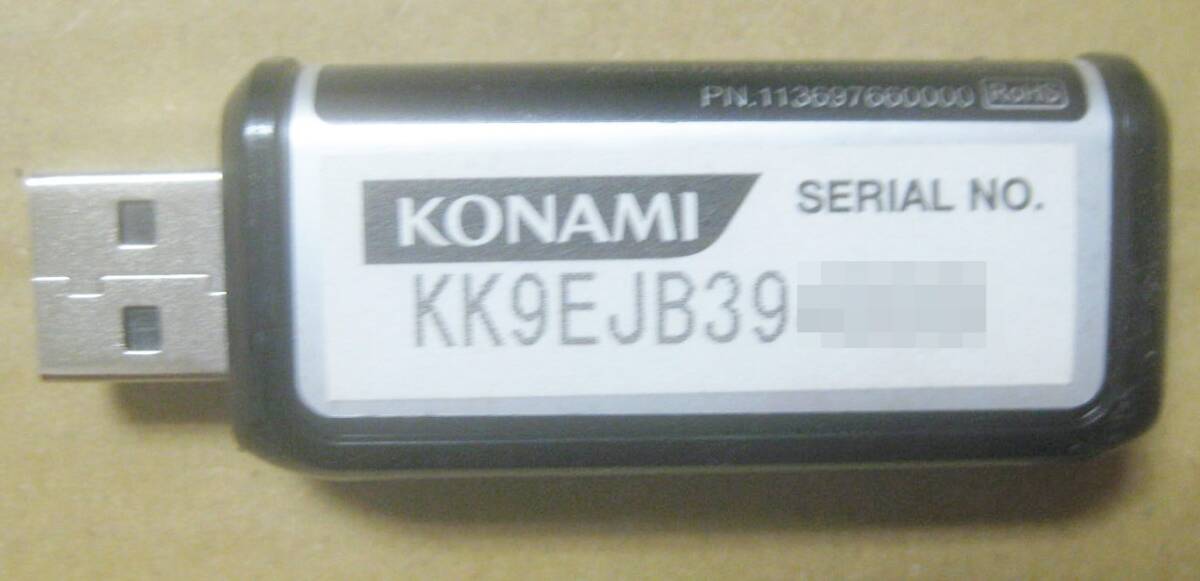 PN.113697660000 RoHS
KONAMI SERIAL NO.
KK9EJB39